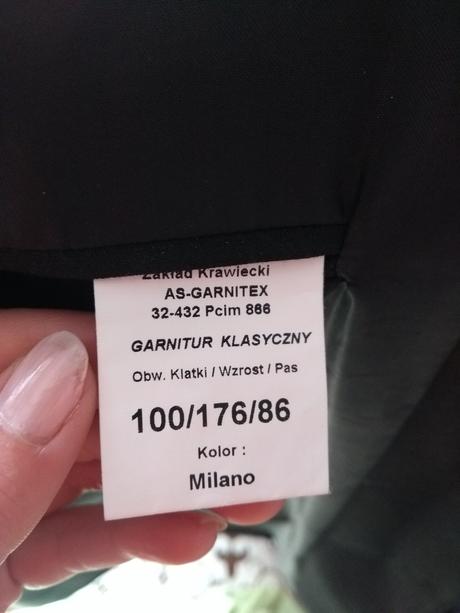 Zakład Krawiecki
AS-GARNITEX
32-432 Pcim 866
GARNITUR KLASYCZNY
Obw. Klatki / Wzrost / Pas
100/176/86
Kolor :
Milano